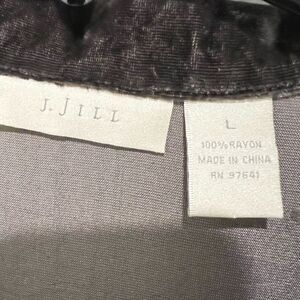 J.JILL
L
100% RAYON
MADE IN CHINA
RN 97641